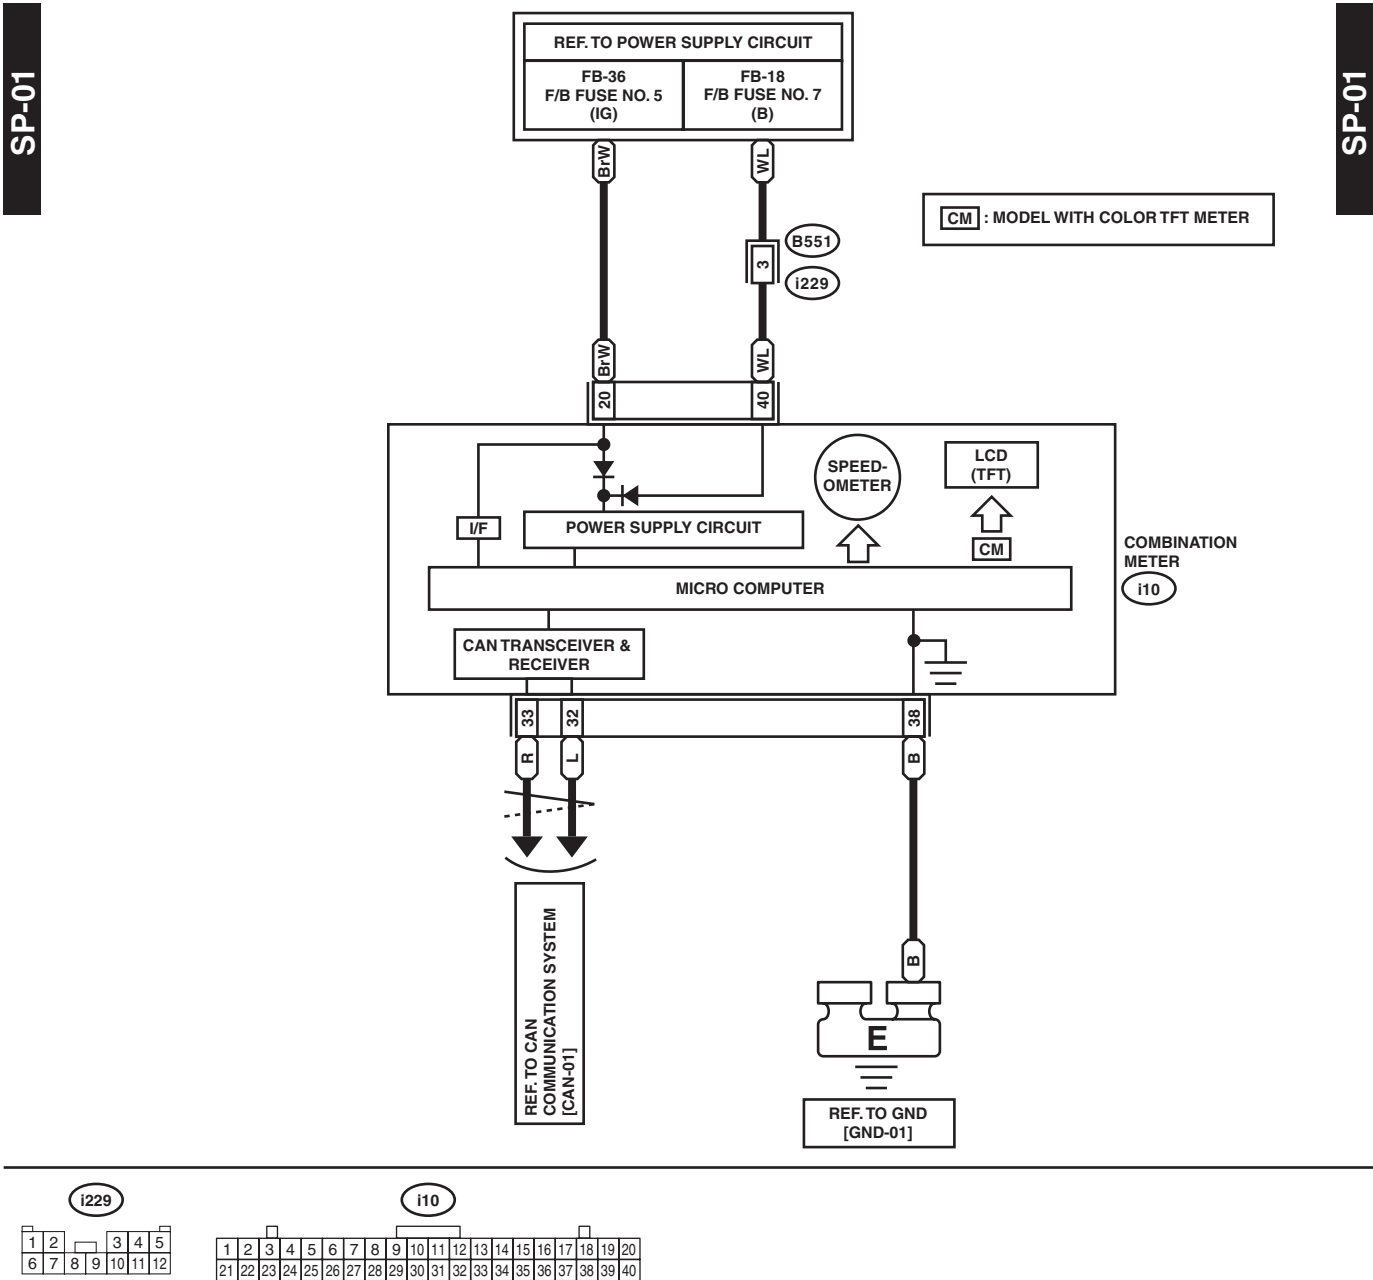 SP-01
SP-01
REF. TO POWER SUPPLY CIRCUIT
FB-36
F/B FUSE NO. 5
(IG)
FB-18
F/B FUSE NO. 7
(B)
BrW
WL
CM : MODEL WITH COLOR TFT METER
B551
3
i229
BrW
WL
20
40
SPEED-
OMETER
LCD
(TFT)
I/F
POWER SUPPLY CIRCUIT
CM
COMBINATION
METER
i10
MICRO COMPUTER
CAN TRANSCEIVER &
RECEIVER
33
32
38
R
L
B
B
REF. TO CAN
COMMUNICATION SYSTEM
[CAN-01]
E
REF. TO GND
[GND-01]
i229
1 2 3 4 5
6 7 8 9 10 11 12
i10
1 2 3 4 5 6 7 8 9 10 11 12 13 14 15 16 17 18 19 20
21 22 23 24 25 26 27 28 29 30 31 32 33 34 35 36 37 38 39 40